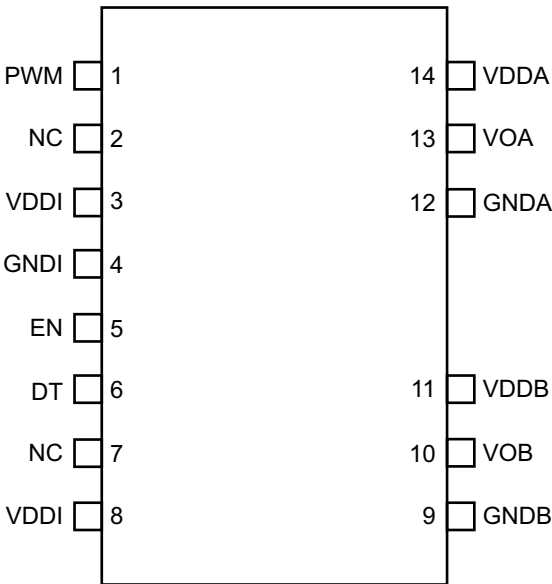 PWM 1 14 VDDA
NC 2 13 VOA
VDDI 3 12 GNDA
GNDI 4
EN 5
DT 6 11 VDDB
NC 7 10 VOB
VDDI 8 9 GNDB